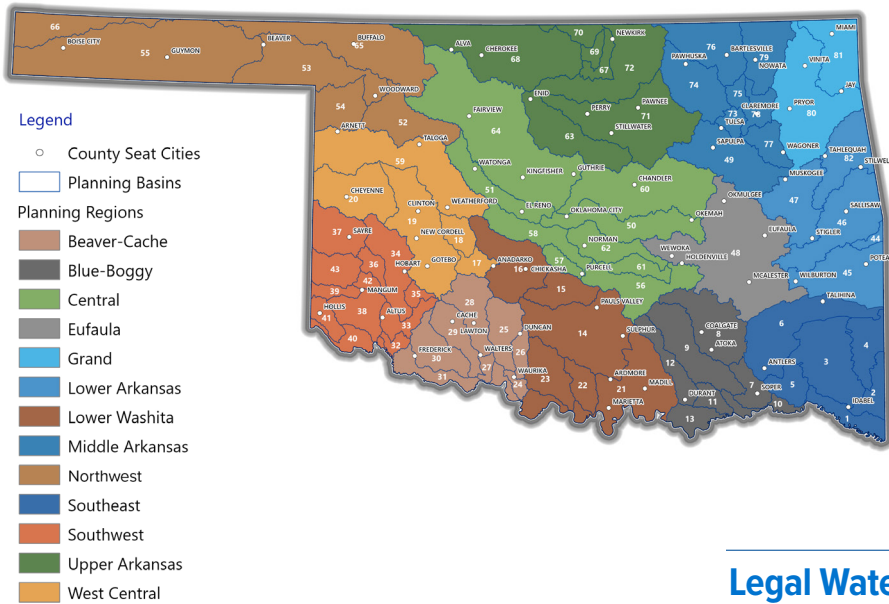 66
BOISE CITY
55
GUYMON
BEAVER
BUFFALO
65
53
54
WOODWARD
ARNETT
52
TALOGA
59
ALVA
CHEROKEE
68
70
NEWKIRK
69
67
72
ENID
PERRY
PAWNEE
71
STILLWATER
63
FAIRVIEW
64
WATONGA
51
KINGFISHER
GUTHRIE
CHANDLER
60
EL RENO
OKLAHOMA CITY
50
58
NORMAN
62
57
PURCELL
61
56
OKEMAH
76
BARTLESVILLE
79
PAWHUSKA
NOWATA
74
75
CLAREMORE
73
78
TULSA
SAPULPA
77
49
WAGONER
MIAMI
VINITA
81
JAY
PRYOR
80
TAHLEQUAH
82
STILWEL
MUSKOGEE
47
SALLISAW
46
STIGLER
44
POTEA
45
WILBURTON
OKMULGEE
EUFAULA
48
WEWOKA
HOLDENVILLE
MCALESTER
TALIHINA
CHEYENNE
20
CLINTON
19
WEATHERFORD
NEW CORDELL
18
GOTEBO
17
37
SAYRE
34
43
36
HOBART
42
39
MANGUM
35
HOLLIS
41
38
ALTUS
33
40
32
ANADARKO
16
CHICKASHA
15
PAULS VALLEY
14
SULPHUR
28
CACHE
29
LAWTON
25
DUNCAN
26
FREDERICK
30
WALTERS
27
31
WAURIKA
24
23
22
ARDMORE
21
MADILL
MARIETTA
COALGATE
8
9
ATOKA
12
DURANT
11
13
7
SOPER
10
6
ANTLERS
5
3
4
2
IDABEL
1
Legend
County Seat Cities
Planning Basins
Planning Regions
Beaver-Cache
Blue-Boggy
Central
Eufaula
Grand
Lower Arkansas
Lower Washita
Middle Arkansas
Northwest
Southeast
Southwest
Upper Arkansas
West Central
Legal Wate